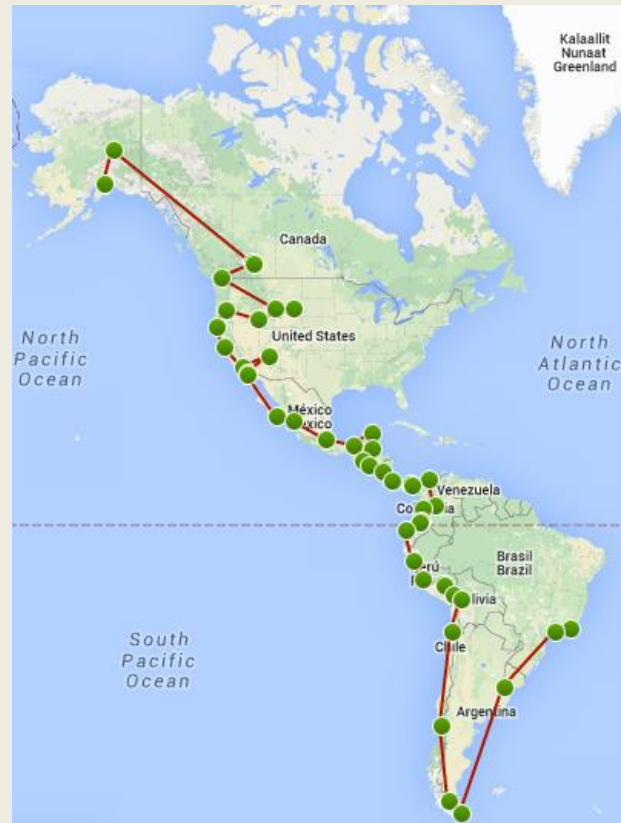 Kalaallit
Nunaat
Greenland
Canada
North
Pacific
Ocean
United States
North
Atlantic
Ocean
México
Venezuela
Brasil
Brazil
Perú
Chile
South
Pacific
Ocean
Argentina